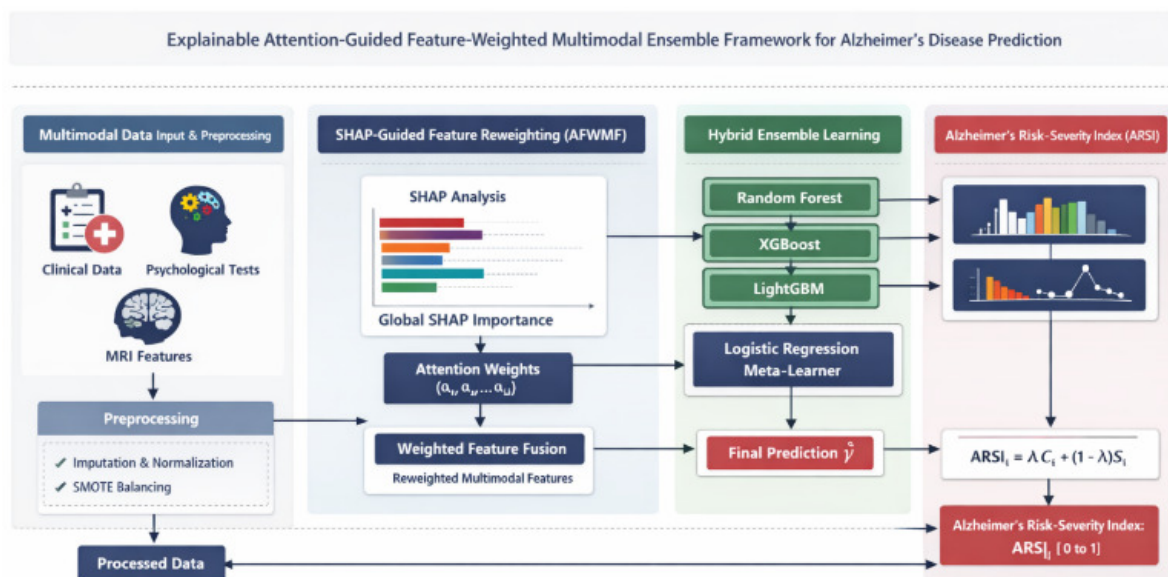 Explainable Attention-Guided Feature-Weighted Multimodal Ensemble Framework for Alzheimer's Disease Prediction
Multimodal Data Input & Preprocessing
Clinical Data
Psychological Tests
MRI Features
Preprocessing
✓ Imputation & Normalization
✓ SMOTE Balancing
Processed Data
SHAP-Guided Feature Reweighting (AFWMF)
SHAP Analysis
Global SHAP Importance
Attention Weights
Weighted Feature Fusion
Reweighted Multimodal Features
Hybrid Ensemble Learning
Random Forest
XGBoost
LightGBM
Logistic Regression
Meta-Learner
Final Prediction ŷ
Alzheimer's Risk-Severity Index (ARSI)
ARSIᵢ = λ Cᵢ + (1 - λ)Sᵢ
Alzheimer's Risk-Severity Index:
ARSIᵢ [0 to 1]